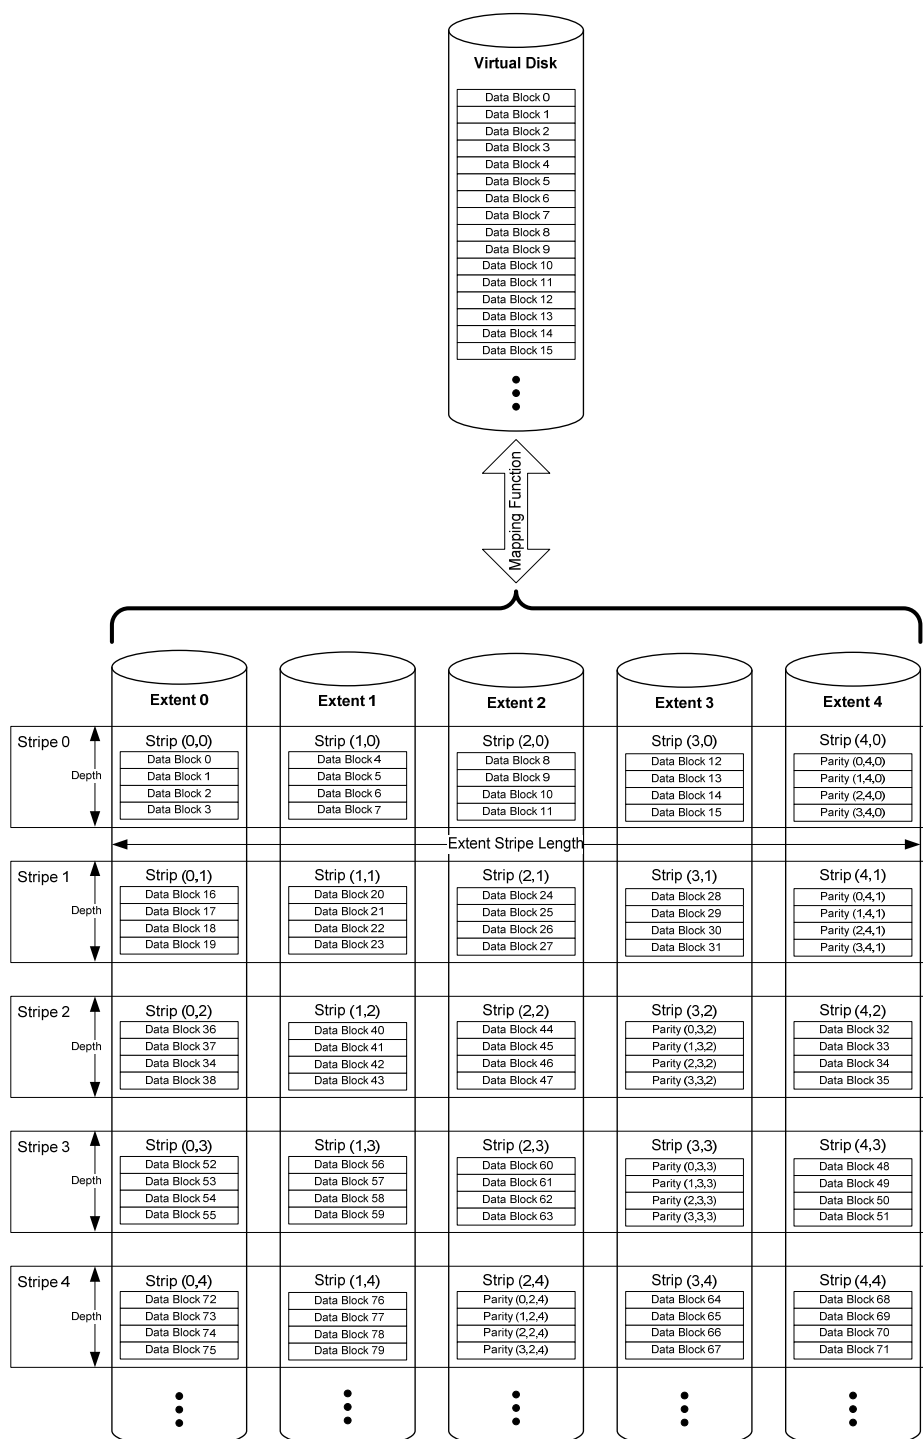 Virtual Disk
Data Block 0
Data Block 1
Data Block 2
Data Block 3
Data Block 4
Data Block 5
Data Block 6
Data Block 7
Data Block 8
Data Block 9
Data Block 10
Data Block 11
Data Block 12
Data Block 13
Data Block 14
Data Block 15
Mapping Function
Extent 0
Extent 1
Extent 2
Extent 3
Extent 4
Stripe 0
Depth
Strip (0,0)
Data Block 0
Data Block 1
Data Block 2
Data Block 3
Strip (1,0)
Data Block 4
Data Block 5
Data Block 6
Data Block 7
Strip (2,0)
Data Block 8
Data Block 9
Data Block 10
Data Block 11
Strip (3,0)
Data Block 12
Data Block 13
Data Block 14
Data Block 15
Strip (4,0)
Parity (0,4,0)
Parity (1,4,0)
Parity (2,4,0)
Parity (3,4,0)
Extent Stripe Length
Stripe 1
Depth
Strip (0,1)
Data Block 16
Data Block 17
Data Block 18
Data Block 19
Strip (1,1)
Data Block 20
Data Block 21
Data Block 22
Data Block 23
Strip (2,1)
Data Block 24
Data Block 25
Data Block 26
Data Block 27
Strip (3,1)
Data Block 28
Data Block 29
Data Block 30
Data Block 31
Strip (4,1)
Parity (0,4,1)
Parity (1,4,1)
Parity (2,4,1)
Parity (3,4,1)
Stripe 2
Depth
Strip (0,2)
Data Block 36
Data Block 37
Data Block 34
Data Block 38
Strip (1,2)
Data Block 40
Data Block 41
Data Block 42
Data Block 43
Strip (2,2)
Data Block 44
Data Block 45
Data Block 46
Data Block 47
Strip (3,2)
Parity (0,3,2)
Parity (1,3,2)
Parity (2,3,2)
Parity (3,3,2)
Strip (4,2)
Data Block 32
Data Block 33
Data Block 34
Data Block 35
Stripe 3
Depth
Strip (0,3)
Data Block 52
Data Block 53
Data Block 54
Data Block 55
Strip (1,3)
Data Block 56
Data Block 57
Data Block 58
Data Block 59
Strip (2,3)
Data Block 60
Data Block 61
Data Block 62
Data Block 63
Strip (3,3)
Parity (0,3,3)
Parity (1,3,3)
Parity (2,3,3)
Parity (3,3,3)
Strip (4,3)
Data Block 48
Data Block 49
Data Block 50
Data Block 51
Stripe 4
Depth
Strip (0,4)
Data Block 72
Data Block 73
Data Block 74
Data Block 75
Strip (1,4)
Data Block 76
Data Block 77
Data Block 78
Data Block 79
Strip (2,4)
Parity (0,2,4)
Parity (1,2,4)
Parity (2,2,4)
Parity (3,2,4)
Strip (3,4)
Data Block 64
Data Block 65
Data Block 66
Data Block 67
Strip (4,4)
Data Block 68
Data Block 69
Data Block 70
Data Block 71